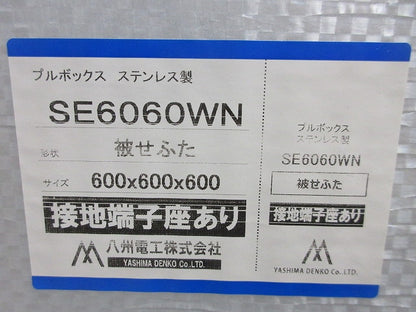 プルボックス ステンレス製
SE6060WN
形状 被せふた
サイズ 600x600x600
接地端子座あり
八州電工株式会社
YASHIMA DENKO Co.,LTD.
プルボックス
ステンレス製
SE6060WN
被せふた
接地端子座あり
YASHIMA DENKO Co.,LTD.